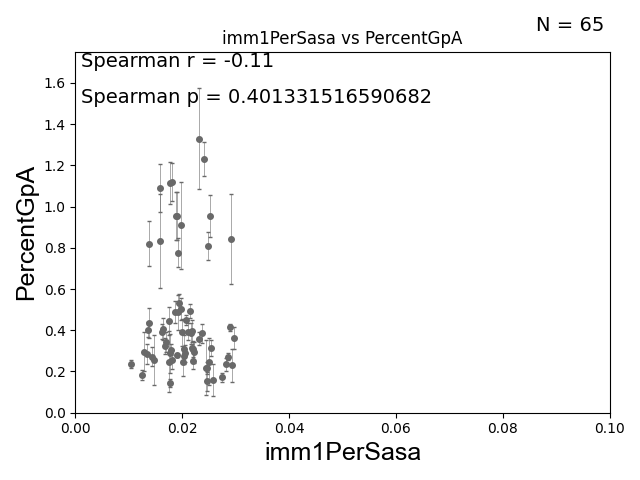 N = 65
imm1PerSasa vs PercentGpA
Spearman r = -0.11
Spearman p = 0.401331516590682
PercentGpA
1.6
1.4
1.2
1.0
0.8
0.6
0.4
0.2
0.0
0.00 0.02 0.04 0.06 0.08 0.10
imm1PerSasa